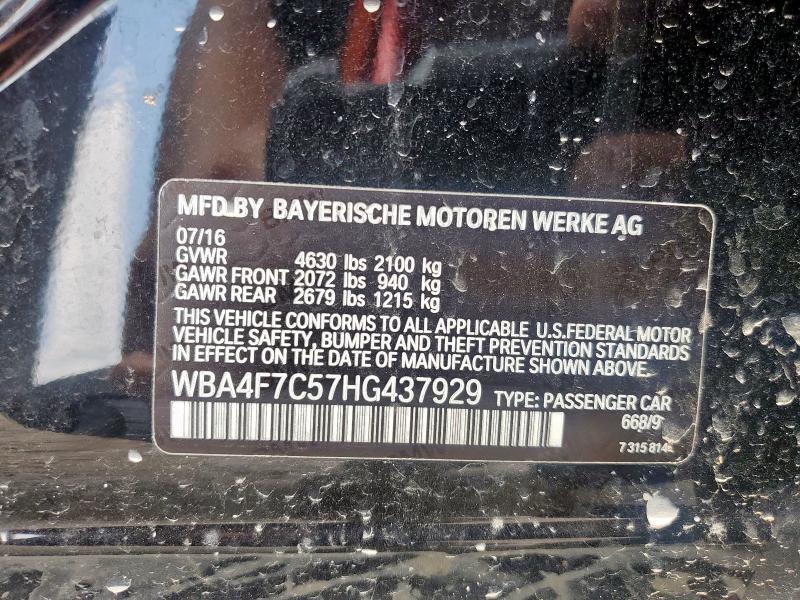 MFD BY BAYERISCHE MOTOREN WERKE AG
07/16
GVWR 4630 lbs 2100 kg
GAWR FRONT 2072 lbs 940 kg
GAWR REAR 2679 lbs 1215 kg
THIS VEHICLE CONFORMS TO ALL APPLICABLE U.S.FEDERAL MOTOR
VEHICLE SAFETY, BUMPER AND THEFT PREVENTION STANDARDS
IN EFFECT ON THE DATE OF MANUFACTURE SHOWN ABOVE.
WBA4F7C57HG437929 TYPE: PASSENGER CAR
668/9
7 315 814